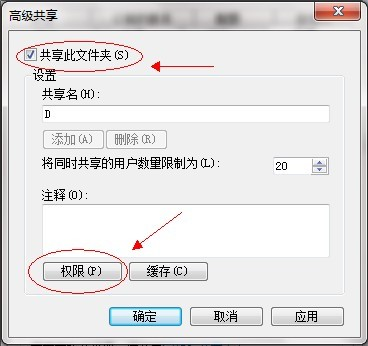 高级共享
共享此文件夹(S)
设置
共享名(H):
D
添加(A) 删除(R)
将同时共享的用户数量限制为(L): 20
注释(O):
权限(P) 缓存(C)
确定 取消 应用